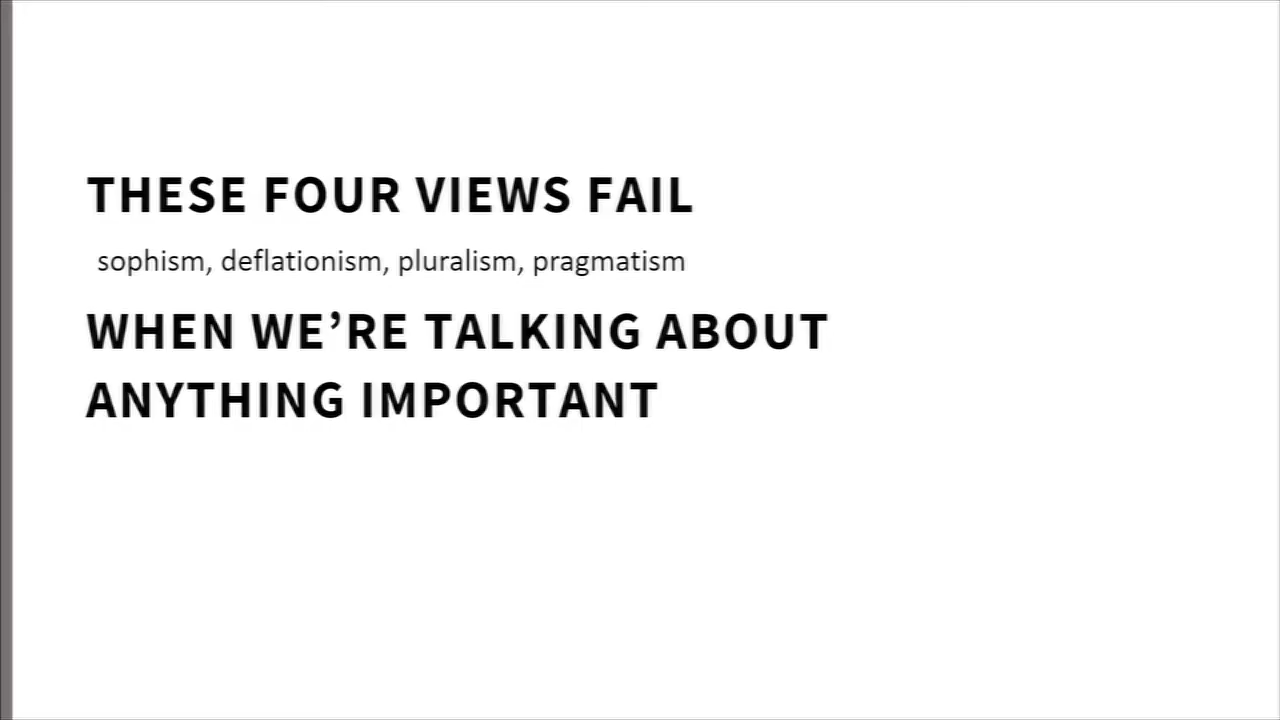 THESE FOUR VIEWS FAIL
sophism, deflationism, pluralism, pragmatism
WHEN WE’RE TALKING ABOUT
ANYTHING IMPORTANT